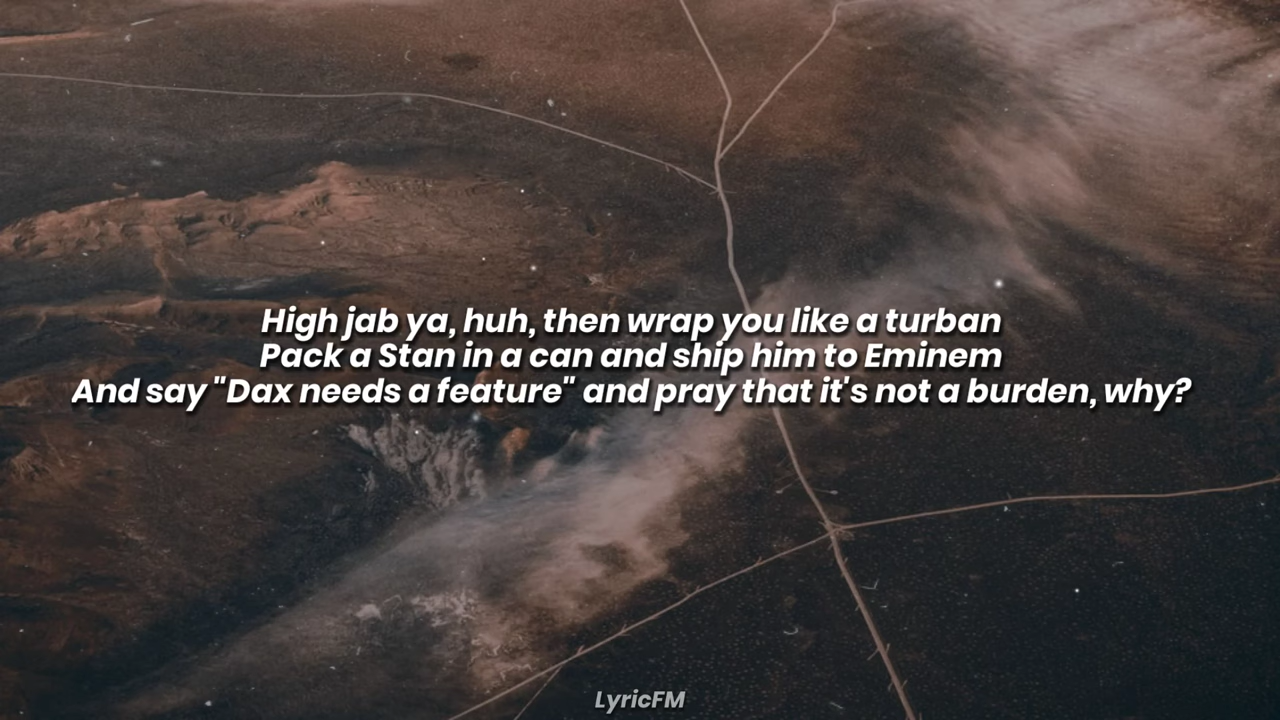 High jab ya, huh, then wrap you like a turban
Pack a Stan in a can and ship him to Eminem
And say "Dax needs a feature" and pray that it's not a burden, why?
LyricFM